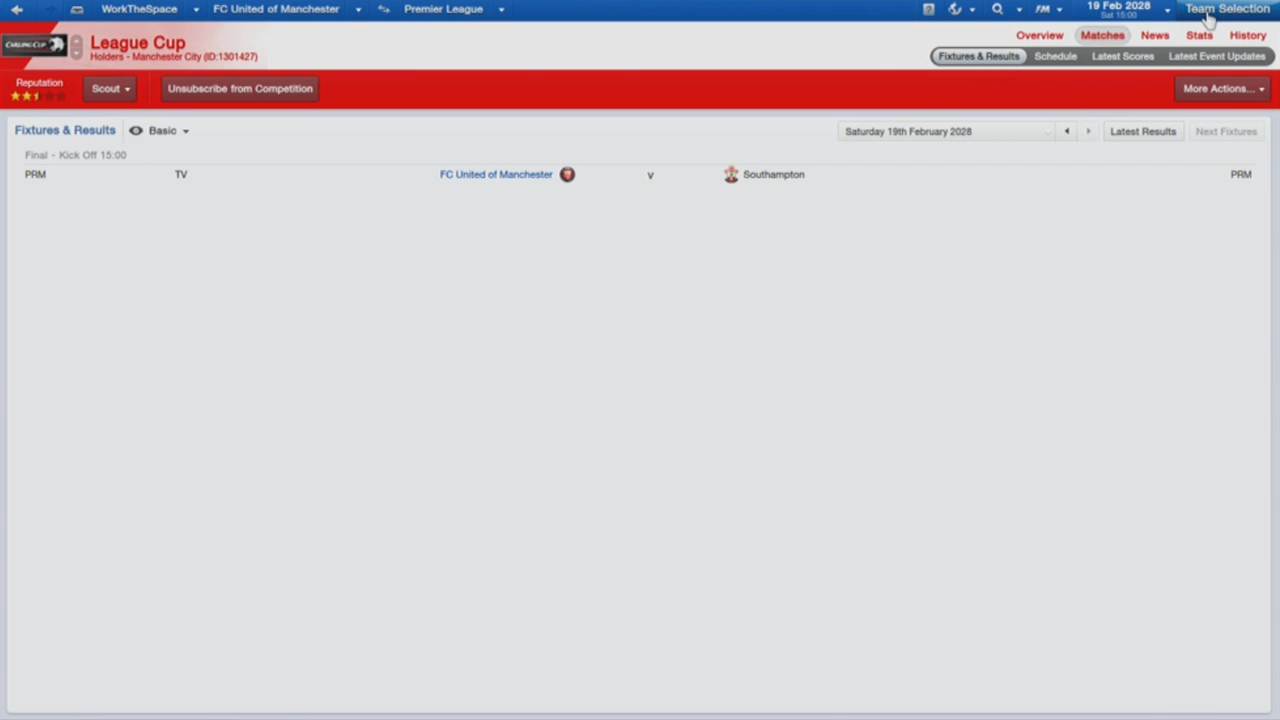 WorkTheSpace FC United of Manchester Premier League FM 19 Feb 2028 Team Selection
Sat 15:00
CARLING CUP League Cup Overview Matches News Stats History
Holders - Manchester City (ID:1301427) Fixtures & Results Schedule Latest Scores Latest Event Updates
Reputation Scout Unsubscribe from Competition More Actions...
Fixtures & Results Basic Saturday 19th February 2028 Latest Results Next Fixtures
Final - Kick Off 15:00
PRM TV FC United of Manchester v Southampton PRM